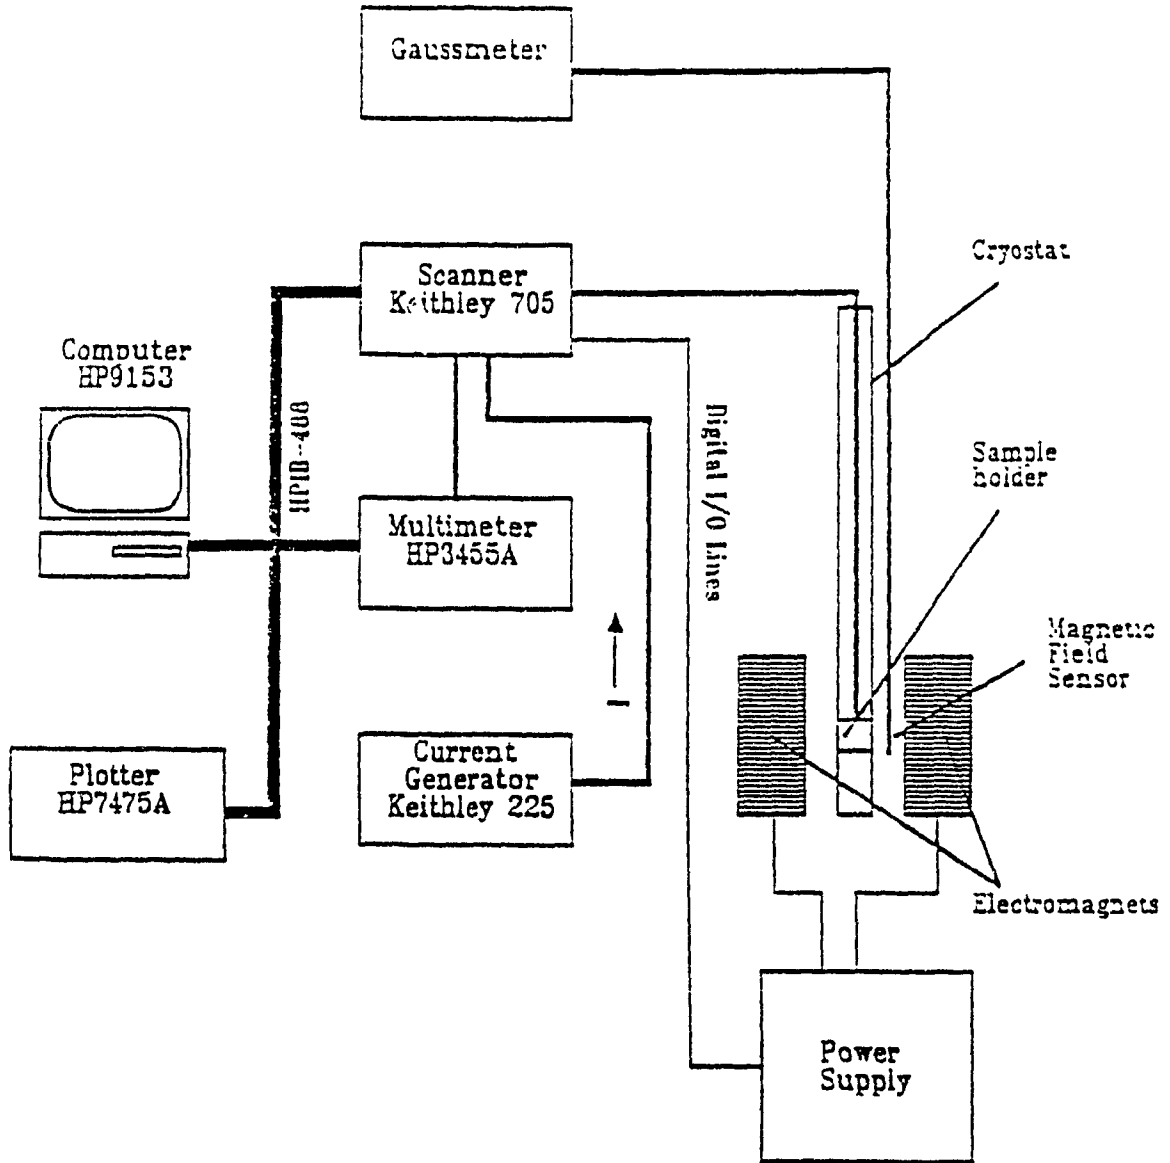 Gaussmeter
Scanner
Keithley 705
Cryostat
Computer
HP9153
HPIB-488
Digital I/O Lines
Sample
holder
Multimeter
HP3455A
Magnetic
Field
Sensor
I
Current
Generator
Keithley 225
Plotter
HP7475A
Electromagnets
Power
Supply